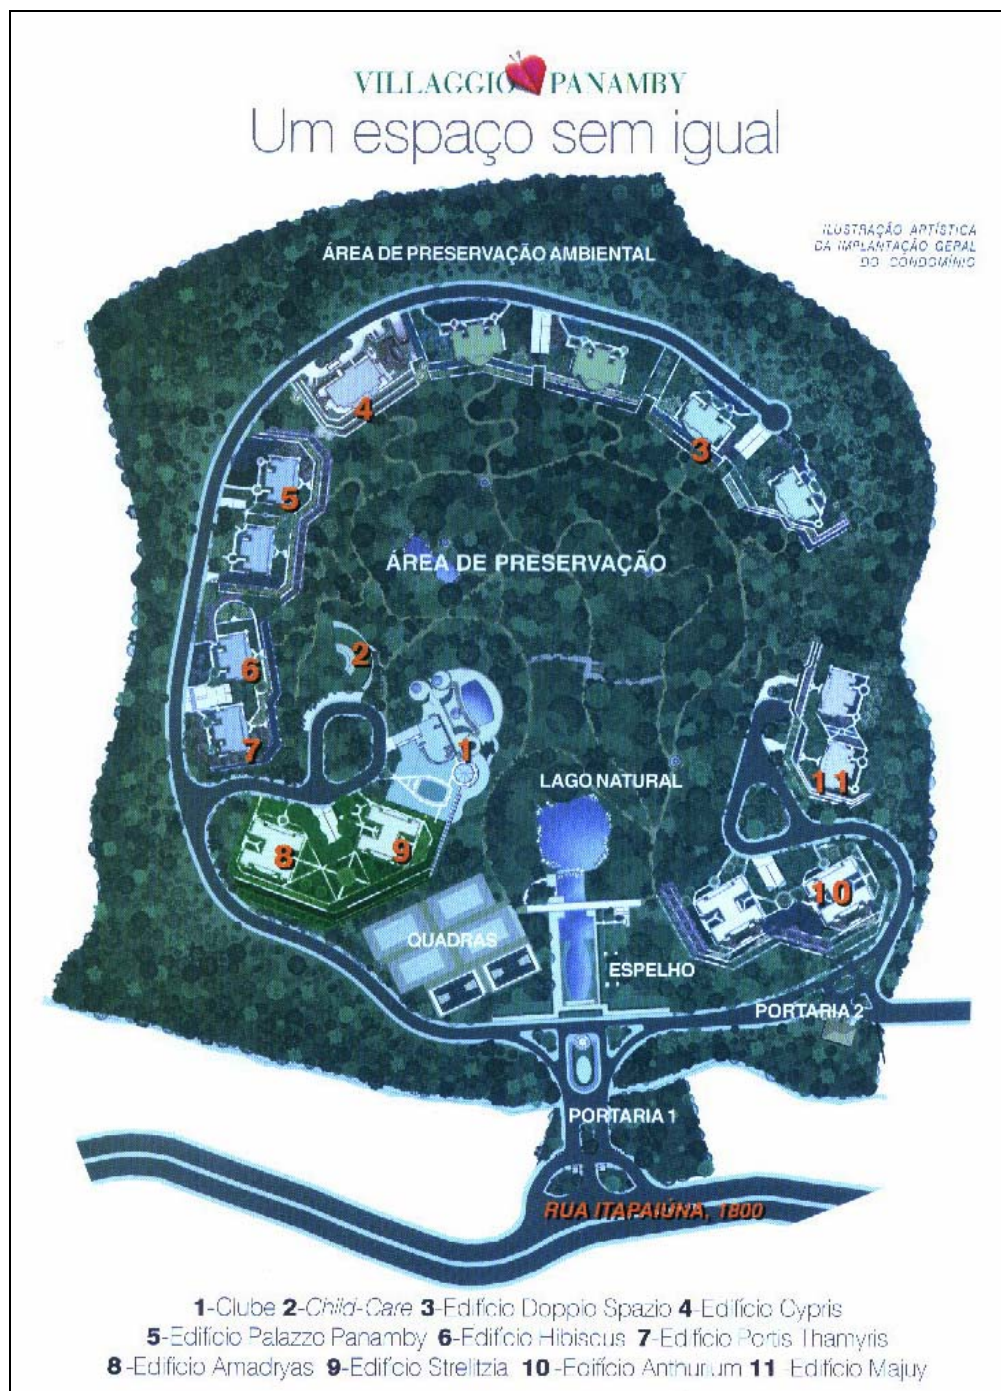 VILLAGGIO PANAMBY
Um espaço sem igual
ILUSTRAÇÃO ARTÍSTICA
DA IMPLANTAÇÃO GERAL
DO CONDOMÍNIO
ÁREA DE PRESERVAÇÃO AMBIENTAL
4
3
5
ÁREA DE PRESERVAÇÃO
2
6
7
1
11
LAGO NATURAL
8
9
10
QUADRAS
ESPELHO
PORTARIA 2
PORTARIA 1
RUA ITAPAIÚNA, 1800
1-Clube 2-Child-Care 3-Edifício Doppio Spazio 4-Edifício Cypris
5-Edifício Palazzo Panamby 6-Edifício Hibiscus 7-Edifício Portis Thamyris
8-Edifício Amadryas 9-Edifício Strelitzia 10-Edifício Anthurium 11-Edifício Majuy